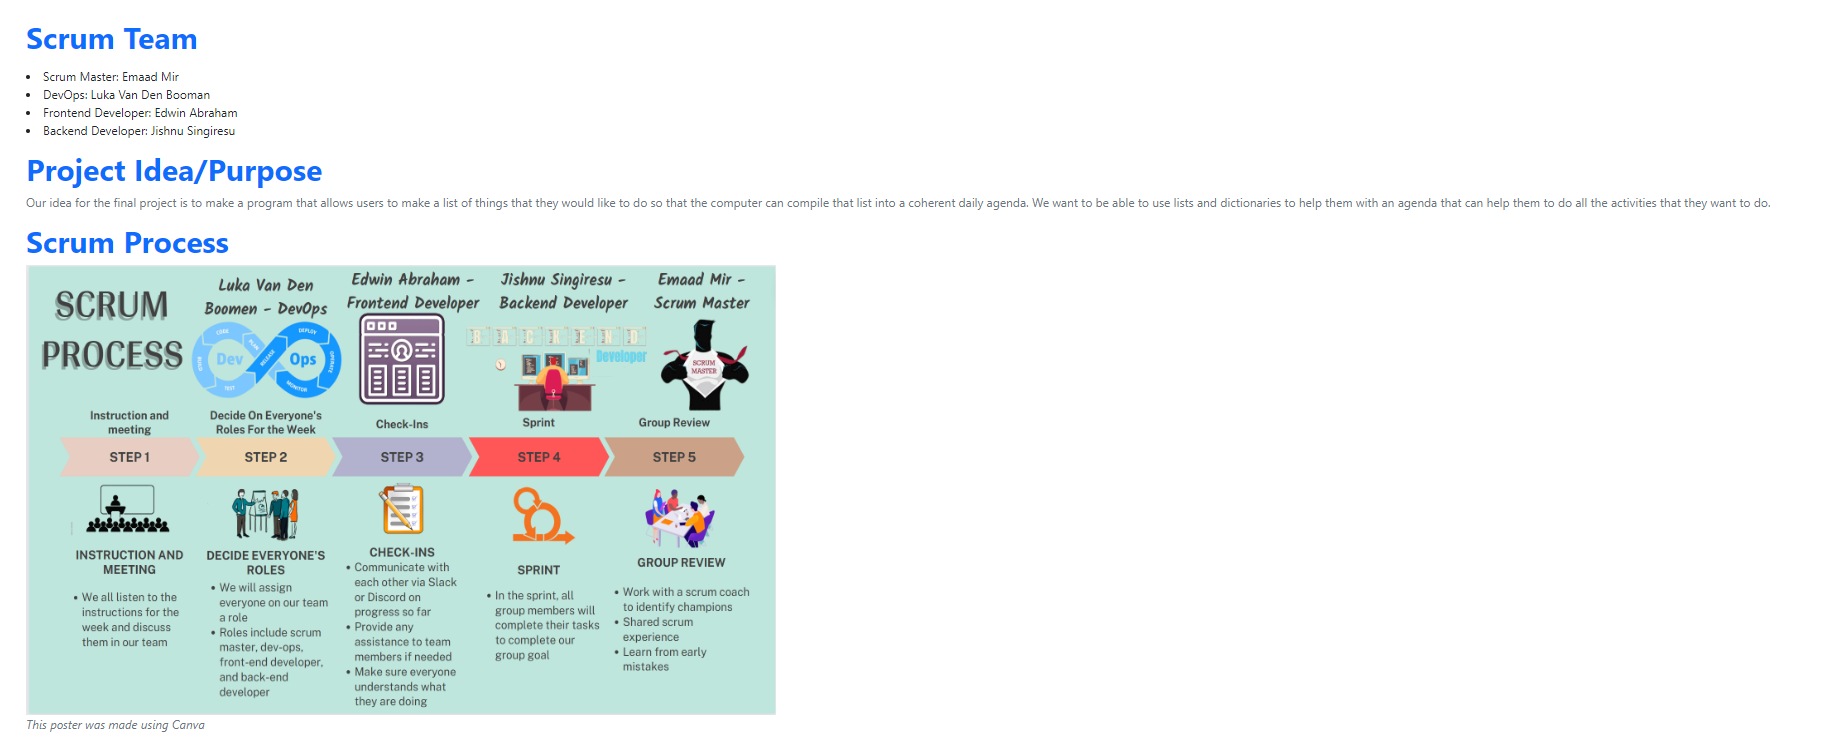 Scrum Team
• Scrum Master: Emaad Mir
• DevOps: Luka Van Den Booman
• Frontend Developer: Edwin Abraham
• Backend Developer: Jishnu Singiresu
Project Idea/Purpose
Our idea for the final project is to make a program that allows users to make a list of things that they would like to do so that the computer can compile that list into a coherent daily agenda. We want to be able to use lists and dictionaries to help them with an agenda that can help them to do all the activities that they want to do.
Scrum Process
SCRUM
PROCESS
Luka Van Den
Boomen - DevOps
Edwin Abraham -
Frontend Developer
Jishnu Singiresu -
Backend Developer
Emaad Mir -
Scrum Master
CODE
PLAN
RELEASE
DEPLOY
OPERATE
MONITOR
TEST
Dev
Ops
BACKEND
Developer
SCRUM
MASTER
Instruction and
meeting
Decide On Everyone's
Roles For the Week
Check-Ins
Sprint
Group Review
STEP 1
STEP 2
STEP 3
STEP 4
STEP 5
INSTRUCTION AND
MEETING
• We all listen to the
instructions for the
week and discuss
them in our team
DECIDE EVERYONE'S
ROLES
• We will assign
everyone on our team
a role
• Roles include scrum
master, dev-ops,
front-end developer,
and back-end
developer
CHECK-INS
• Communicate with
each other via Slack
or Discord on
progress so far
• Provide any
assistance to team
members if needed
• Make sure everyone
understands what
they are doing
SPRINT
• In the sprint, all
group members will
complete their tasks
to complete our
group goal
GROUP REVIEW
• Work with a scrum coach
to identify champions
• Shared scrum
experience
• Learn from early
mistakes
This poster was made using Canva